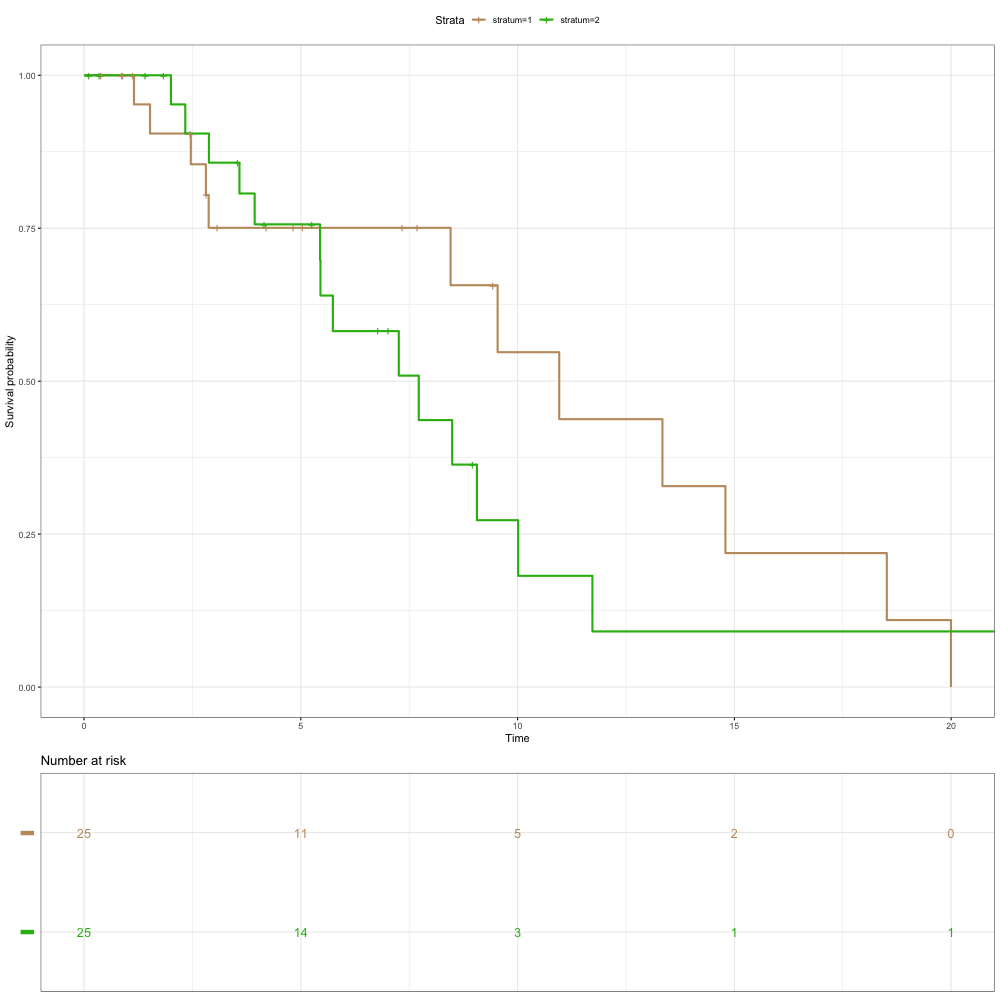 Strata stratum=1 stratum=2
1.00
0.75
0.50
0.25
0.00
Survival probability
0 5 10 15 20
Time
Number at risk
25 11 5 2 0
25 14 3 1 1